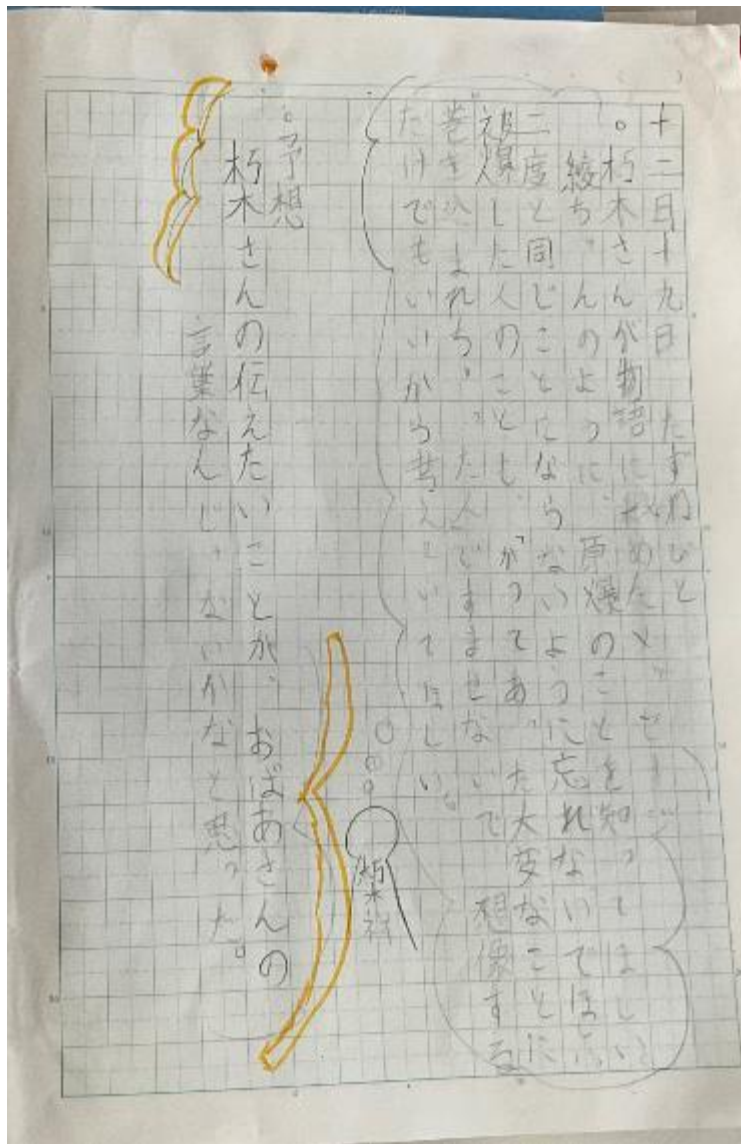 十二月十九日 たずねびと
。朽木さんが物語に秘めたメッセージ
綾ちゃんのように、原爆のことを知ってほしい
二度と同じことにならないように忘れないでほしい
被爆した人のことも、 大変なことに
巻き込まれちゃった人ですませないで 想像する
だけでもいいから考えていてほしい。
朽木祥
。予想
朽木さんの伝えたいことが、おばあさんの
言葉なんじゃないかなと思った。